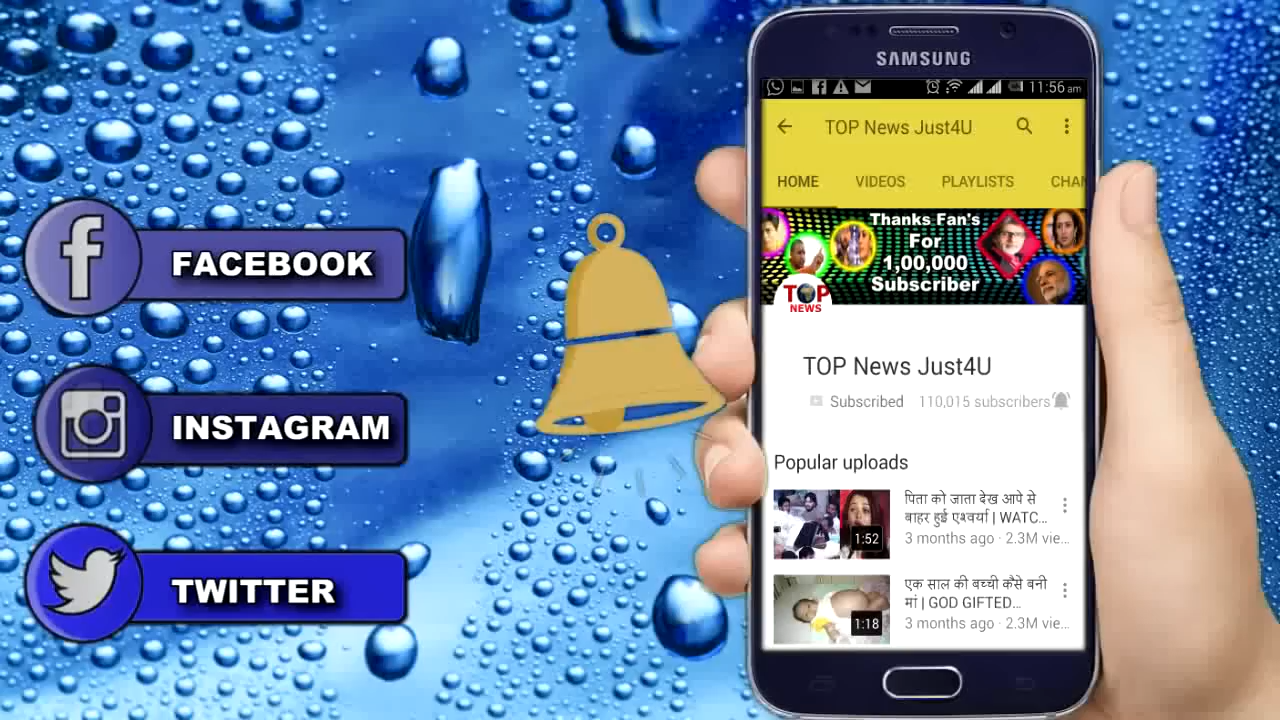 FACEBOOK
INSTAGRAM
TWITTER
SAMSUNG
11:56 am
TOP News Just4U
HOME VIDEOS PLAYLISTS CHAN
Thanks Fan's
For
1,00,000
Subscriber
TOP
NEWS
TOP News Just4U
Subscribed 110,015 subscribers
Popular uploads
पिता को जाता देख आपे से
बाहर हुई एश्वर्या | WATC...
3 months ago · 2.3M vie...
1:52
एक साल की बच्ची कैसे बनी
मां | GOD GIFTED...
3 months ago · 2.3M vie...
1:18